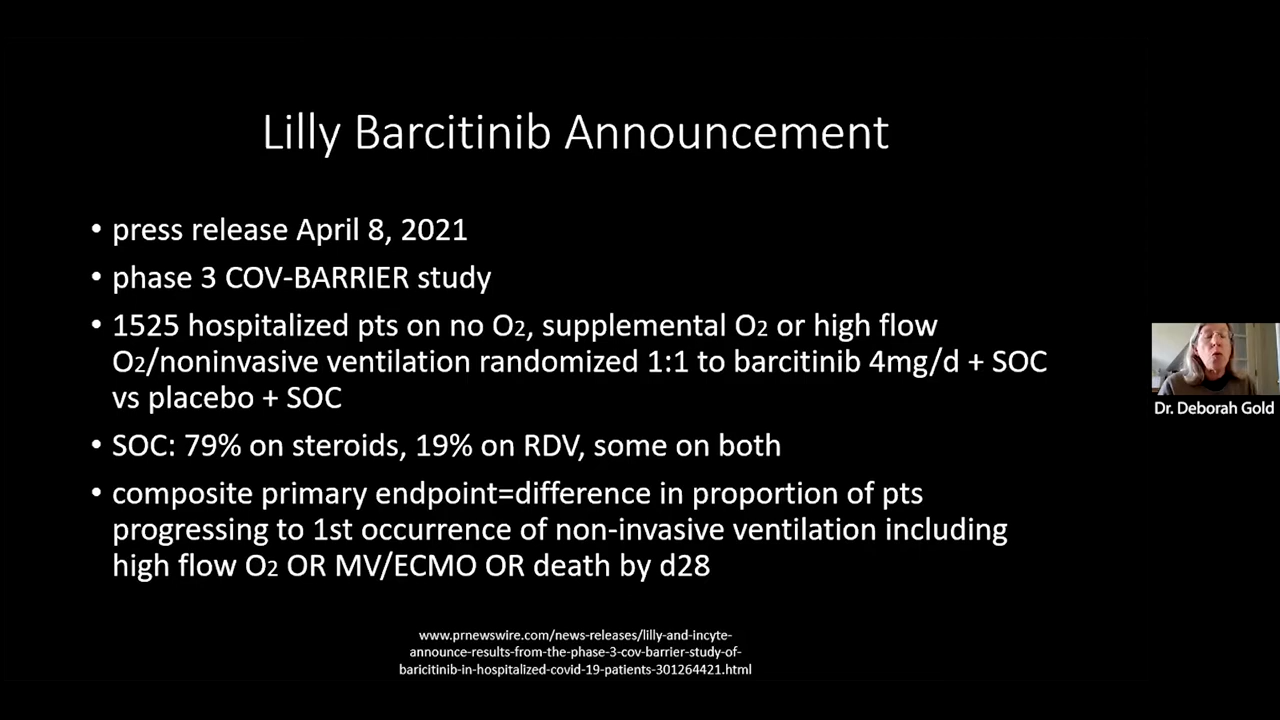 Lilly Barcitinib Announcement
• press release April 8, 2021
• phase 3 COV-BARRIER study
• 1525 hospitalized pts on no O2, supplemental O2 or high flow
O2/noninvasive ventilation randomized 1:1 to barcitinib 4mg/d + SOC
vs placebo + SOC
• SOC: 79% on steroids, 19% on RDV, some on both
• composite primary endpoint=difference in proportion of pts
progressing to 1st occurrence of non-invasive ventilation including
high flow O2 OR MV/ECMO OR death by d28
www.prnewswire.com/news-releases/lilly-and-incyte-
announce-results-from-the-phase-3-cov-barrier-study-of-
baricitinib-in-hospitalized-covid-19-patients-301264421.html
Dr. Deborah Gold